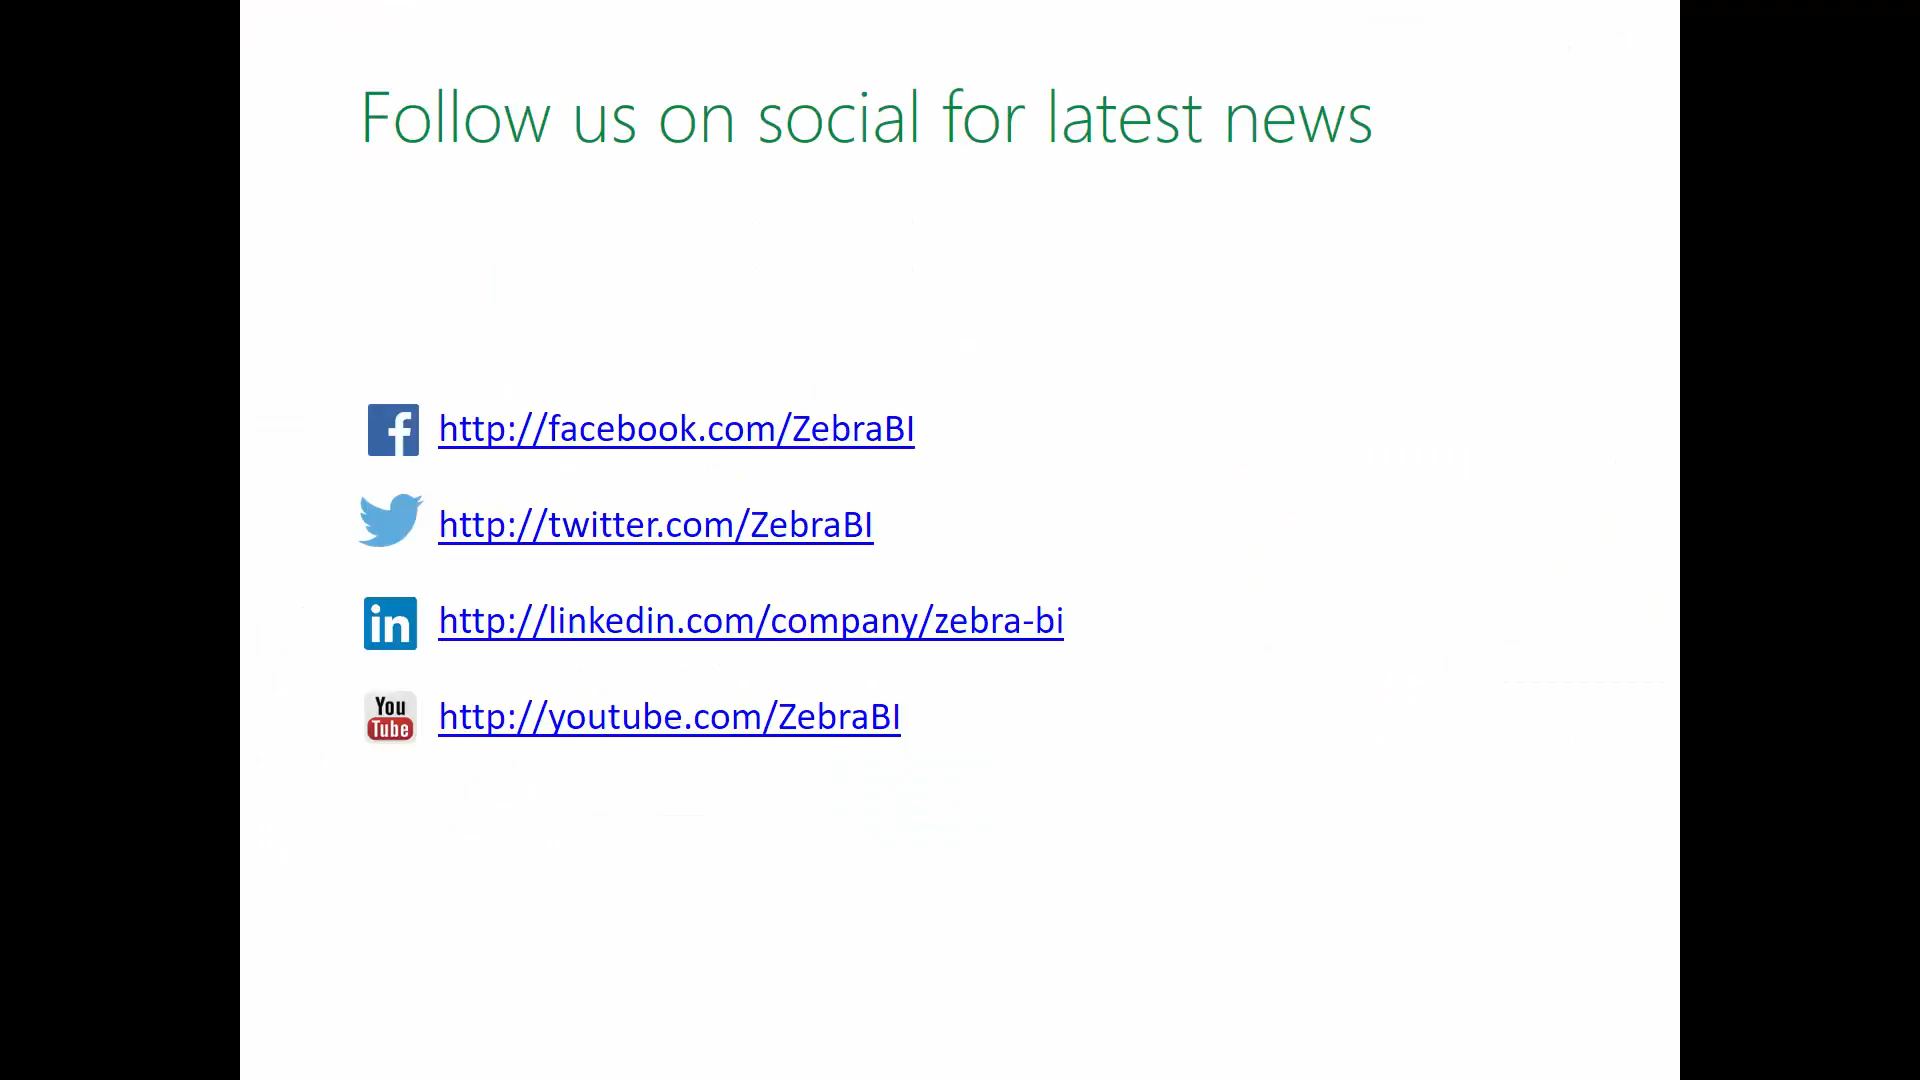 Follow us on social for latest news
f http://facebook.com/ZebraBI
http://twitter.com/ZebraBI
in http://linkedin.com/company/zebra-bi
You
Tube http://youtube.com/ZebraBI